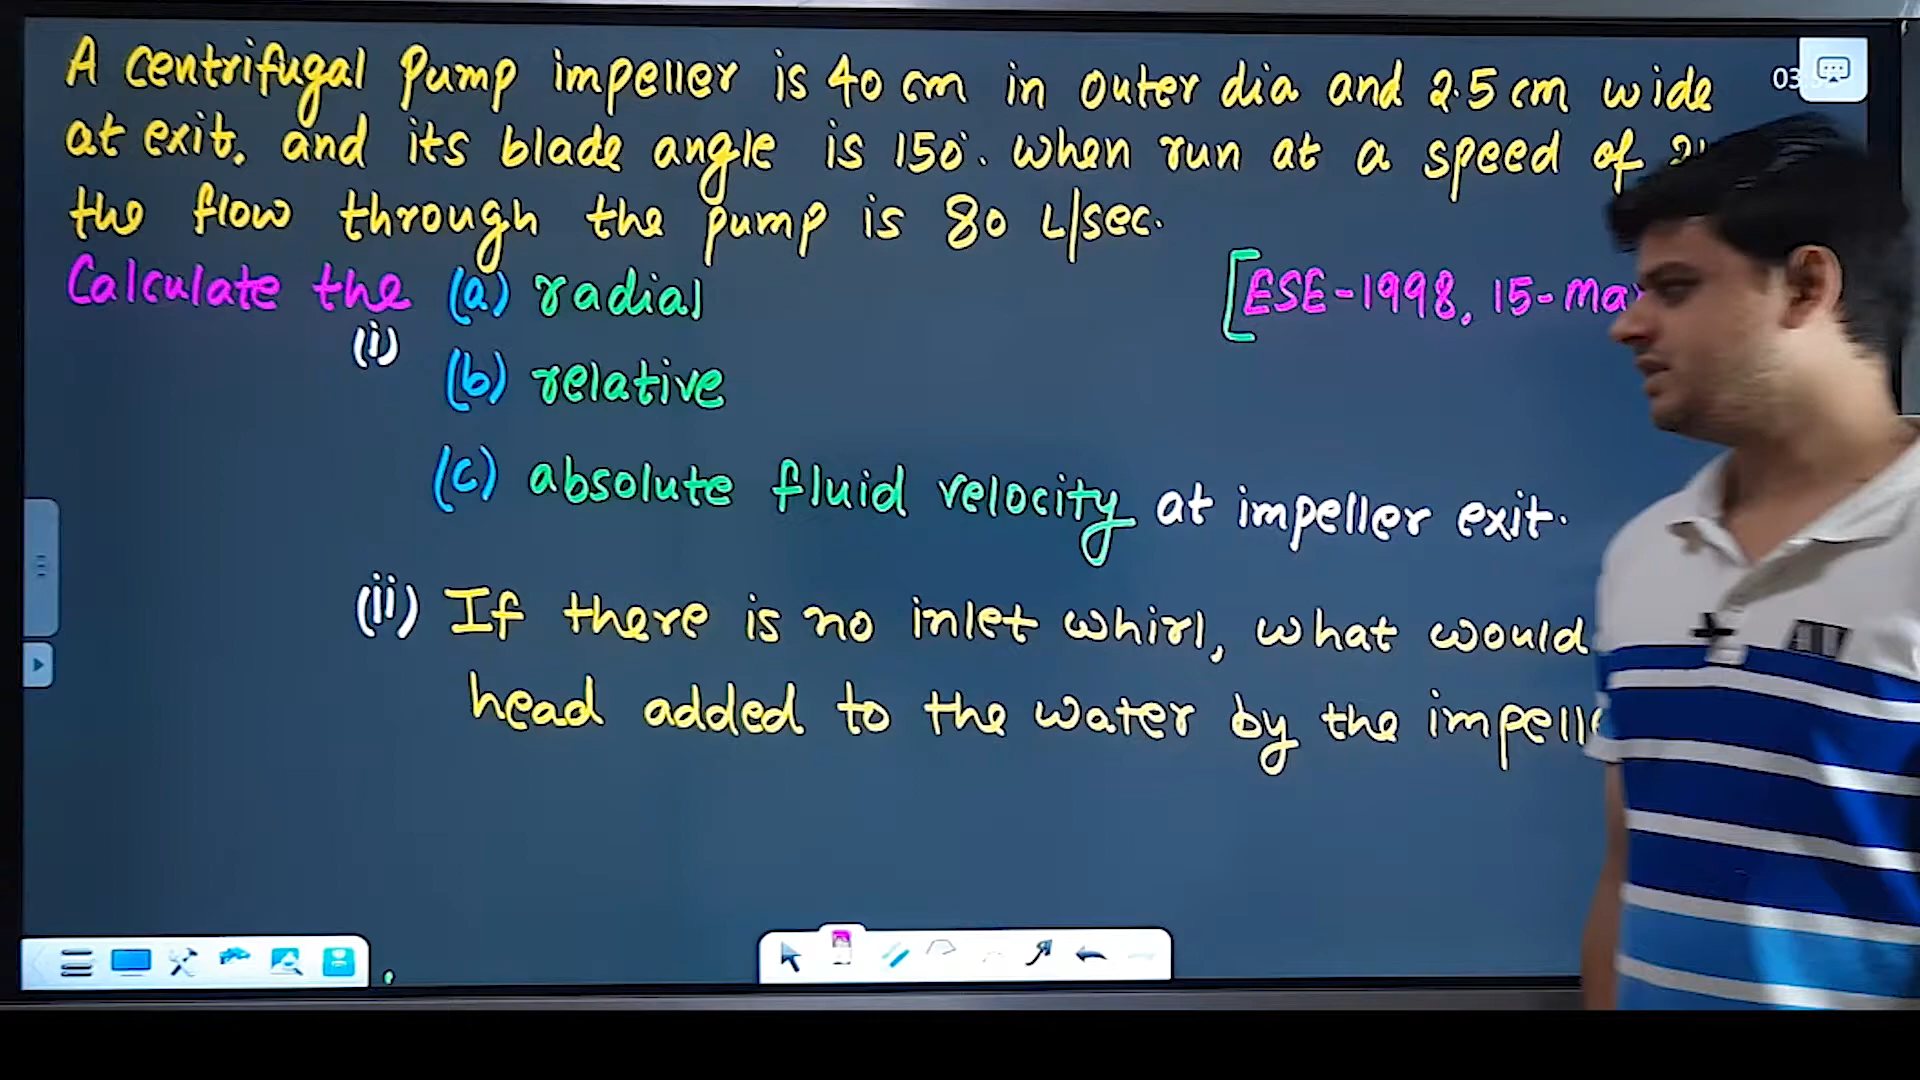 A centrifugal Pump impeller is 40 cm in outer dia and 2.5 cm wide
at exit. and its blade angle is 150°. when run at a speed of
the flow through the pump is 80 L/sec.
Calculate the (a) radial [ESE-1998, 15-Mar
(i)
(b) relative
(c) absolute fluid velocity at impeller exit.
(ii) If there is no inlet whirl, what would
head added to the water by the impelle